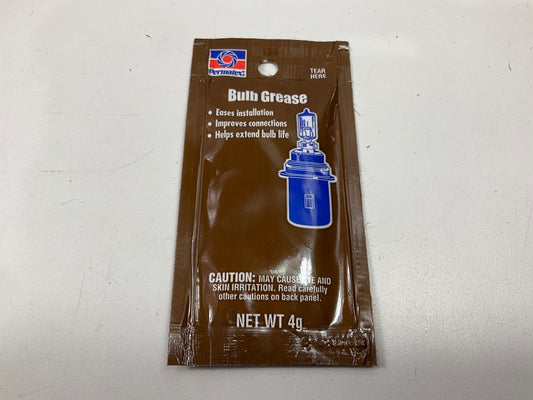 Permatex
TEAR
HERE
Bulb Grease
• Eases installation
• Improves connections
• Helps extend bulb life
CAUTION: MAY CAUSE EYE AND
SKIN IRRITATION. Read carefully
other cautions on back panel.
NET WT 4g